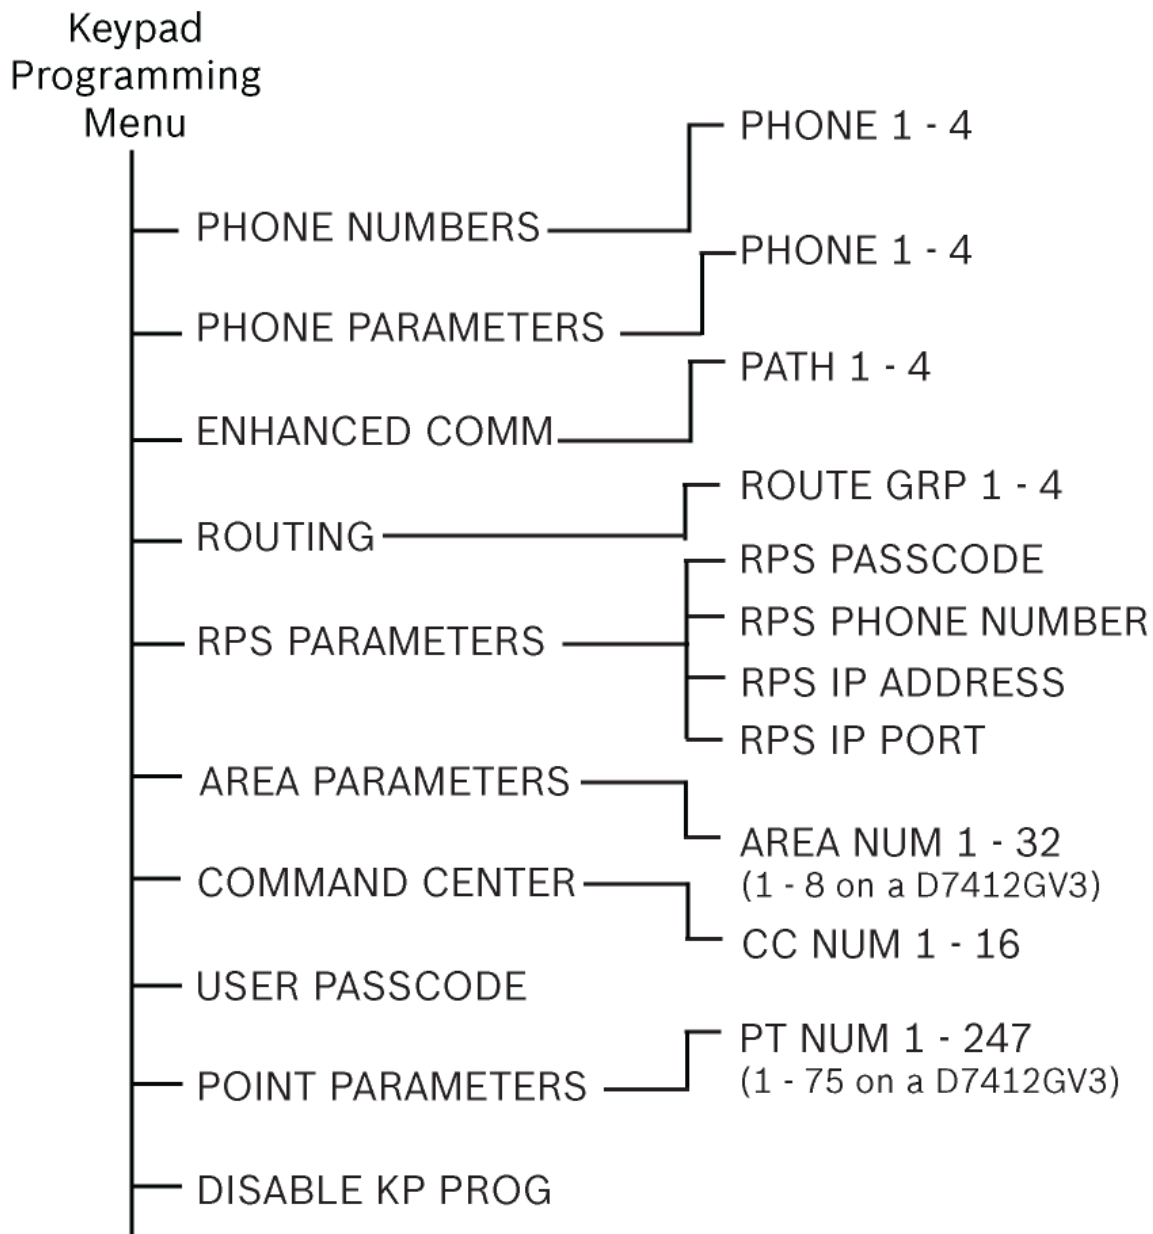 Keypad
Programming
Menu
PHONE NUMBERS
PHONE 1 - 4
PHONE PARAMETERS
PHONE 1 - 4
ENHANCED COMM
PATH 1 - 4
ROUTING
ROUTE GRP 1 - 4
RPS PARAMETERS
RPS PASSCODE
RPS PHONE NUMBER
RPS IP ADDRESS
RPS IP PORT
AREA PARAMETERS
AREA NUM 1 - 32
(1 - 8 on a D7412GV3)
COMMAND CENTER
CC NUM 1 - 16
USER PASSCODE
POINT PARAMETERS
PT NUM 1 - 247
(1 - 75 on a D7412GV3)
DISABLE KP PROG